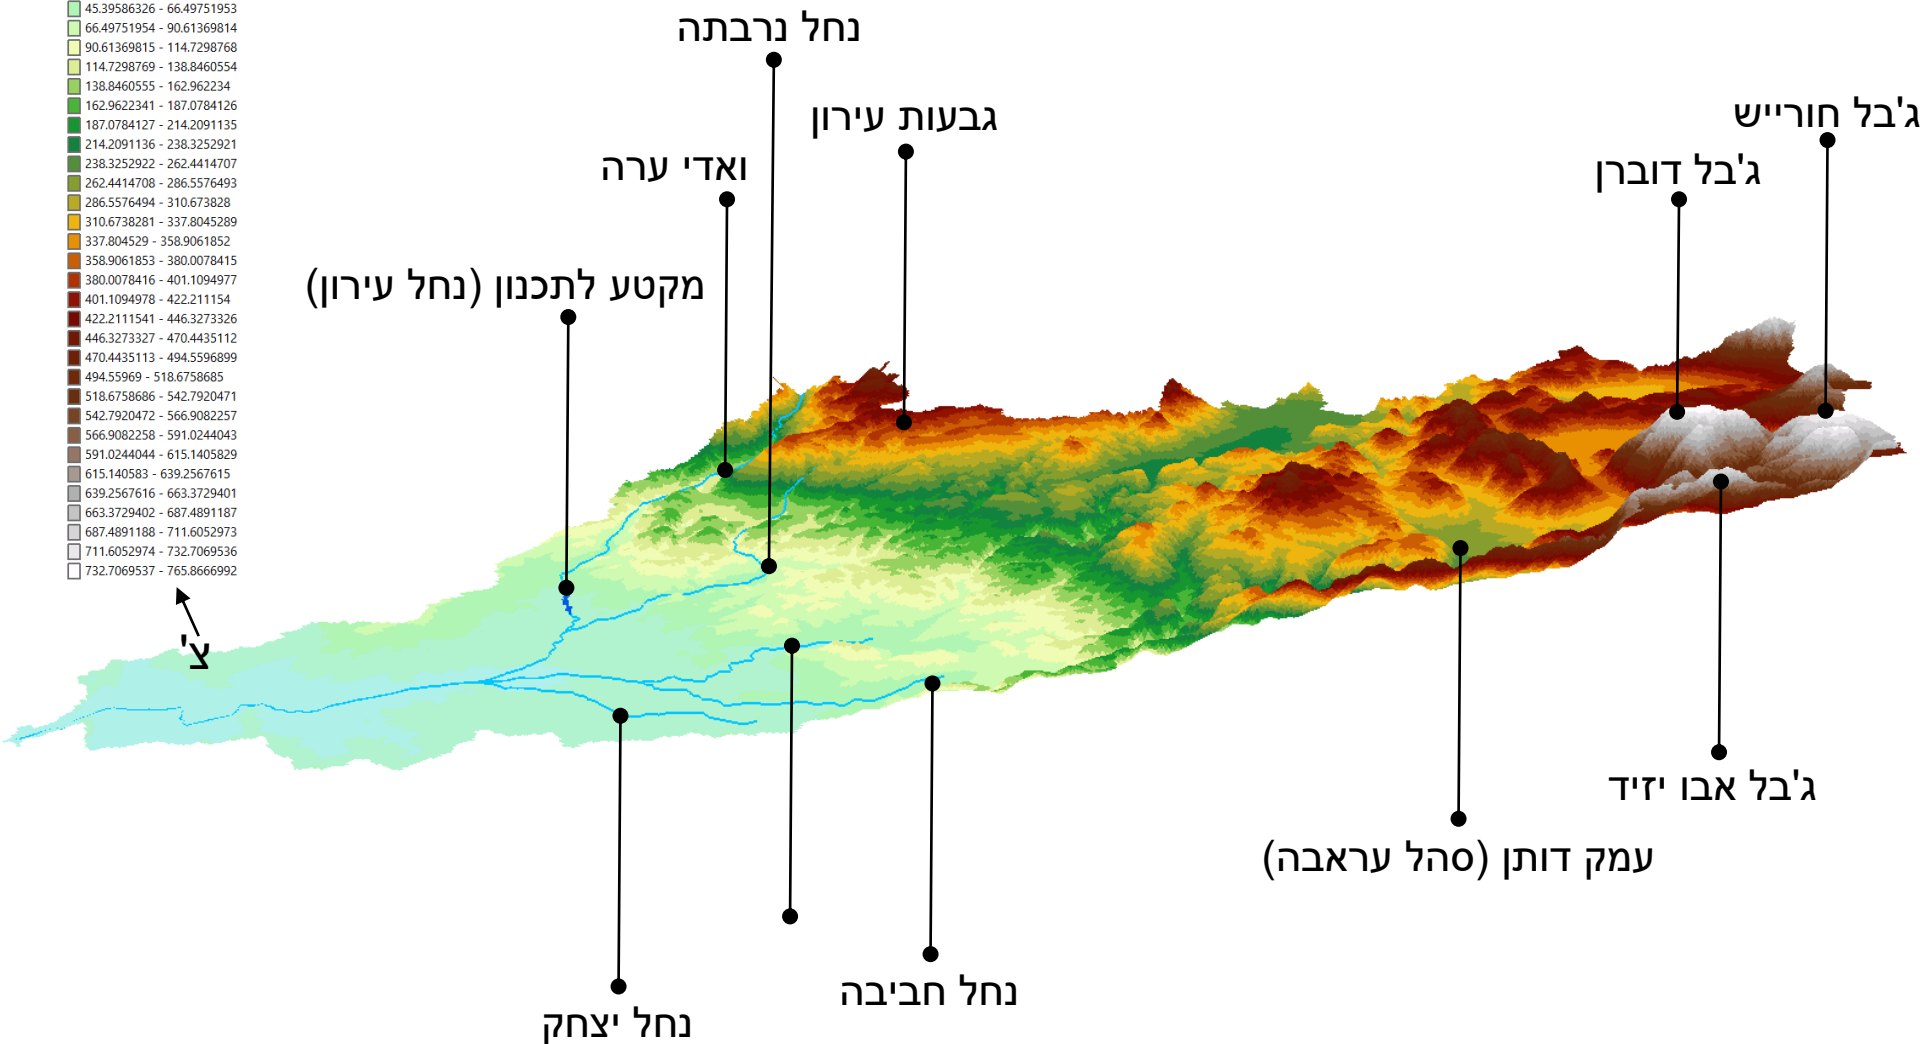 45.39586326 - 66.49751953
66.49751954 - 90.61369814
90.61369815 - 114.7298768
114.7298769 - 138.8460554
138.8460555 - 162.962234
162.9622341 - 187.0784126
187.0784127 - 214.2091135
214.2091136 - 238.3252921
238.3252922 - 262.4414707
262.4414708 - 286.5576493
286.5576494 - 310.673828
310.6738281 - 337.8045289
337.804529 - 358.9061852
358.9061853 - 380.0078415
380.0078416 - 401.1094977
401.1094978 - 422.211154
422.2111541 - 446.3273326
446.3273327 - 470.4435112
470.4435113 - 494.5596899
494.55969 - 518.6758685
518.6758686 - 542.7920471
542.7920472 - 566.9082257
566.9082258 - 591.0244043
591.0244044 - 615.1405829
615.140583 - 639.2567615
639.2567616 - 663.3729401
663.3729402 - 687.4891187
687.4891188 - 711.6052973
711.6052974 - 732.7069536
732.7069537 - 765.8666992
צ'
נחל נרבתה
גבעות עירון
ואדי ערה
מקטע לתכנון (נחל עירון)
ג'בל חורייש
ג'בל דוברן
ג'בל אבו יזיד
עמק דותן (סהל עראבה)
נחל חביבה
נחל יצחק